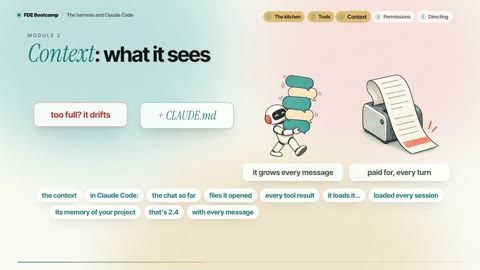 FDE Bootcamp · The harness and Claude Code
The kitchen
Tools
Context
Permissions
Directing
MODULE 2
Context: what it sees
too full? it drifts
+ CLAUDE.md
it grows every message
paid for, every turn
the context
in Claude Code:
the chat so far
files it opened
every tool result
it loads it...
loaded every session
its memory of your project
that's 2.4
with every message